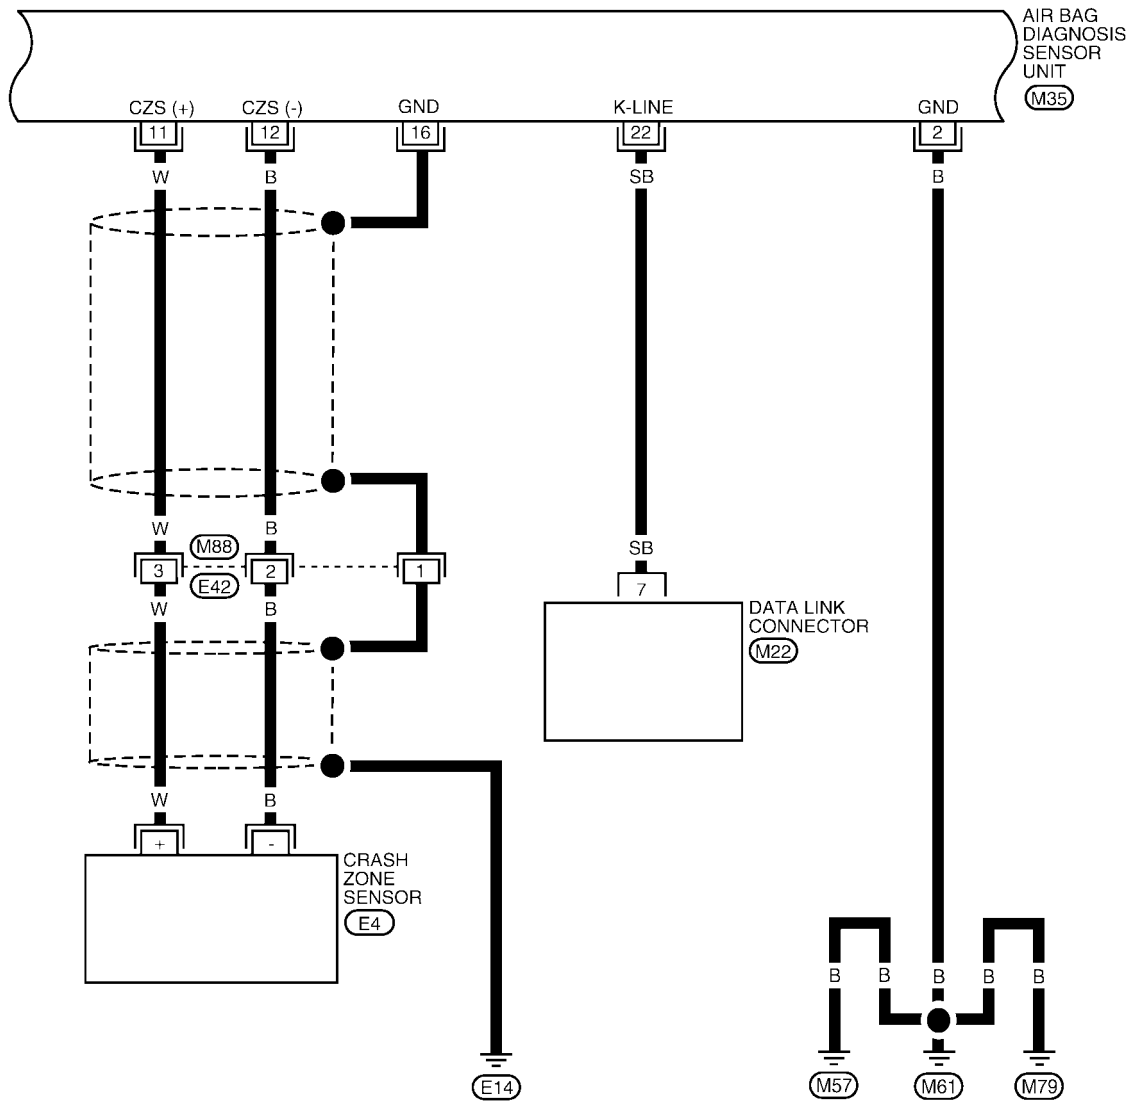 AIR BAG
DIAGNOSIS
SENSOR
UNIT
M35
CZS (+) CZS (-) GND K-LINE GND
11 12 16 22 2
W B SB B
W B SB
M88
3 2 1
E42
7
W B
DATA LINK
CONNECTOR
M22
W B
+ -
CRASH
ZONE
SENSOR
E4
B B B B B
E14 M57 M61 M79